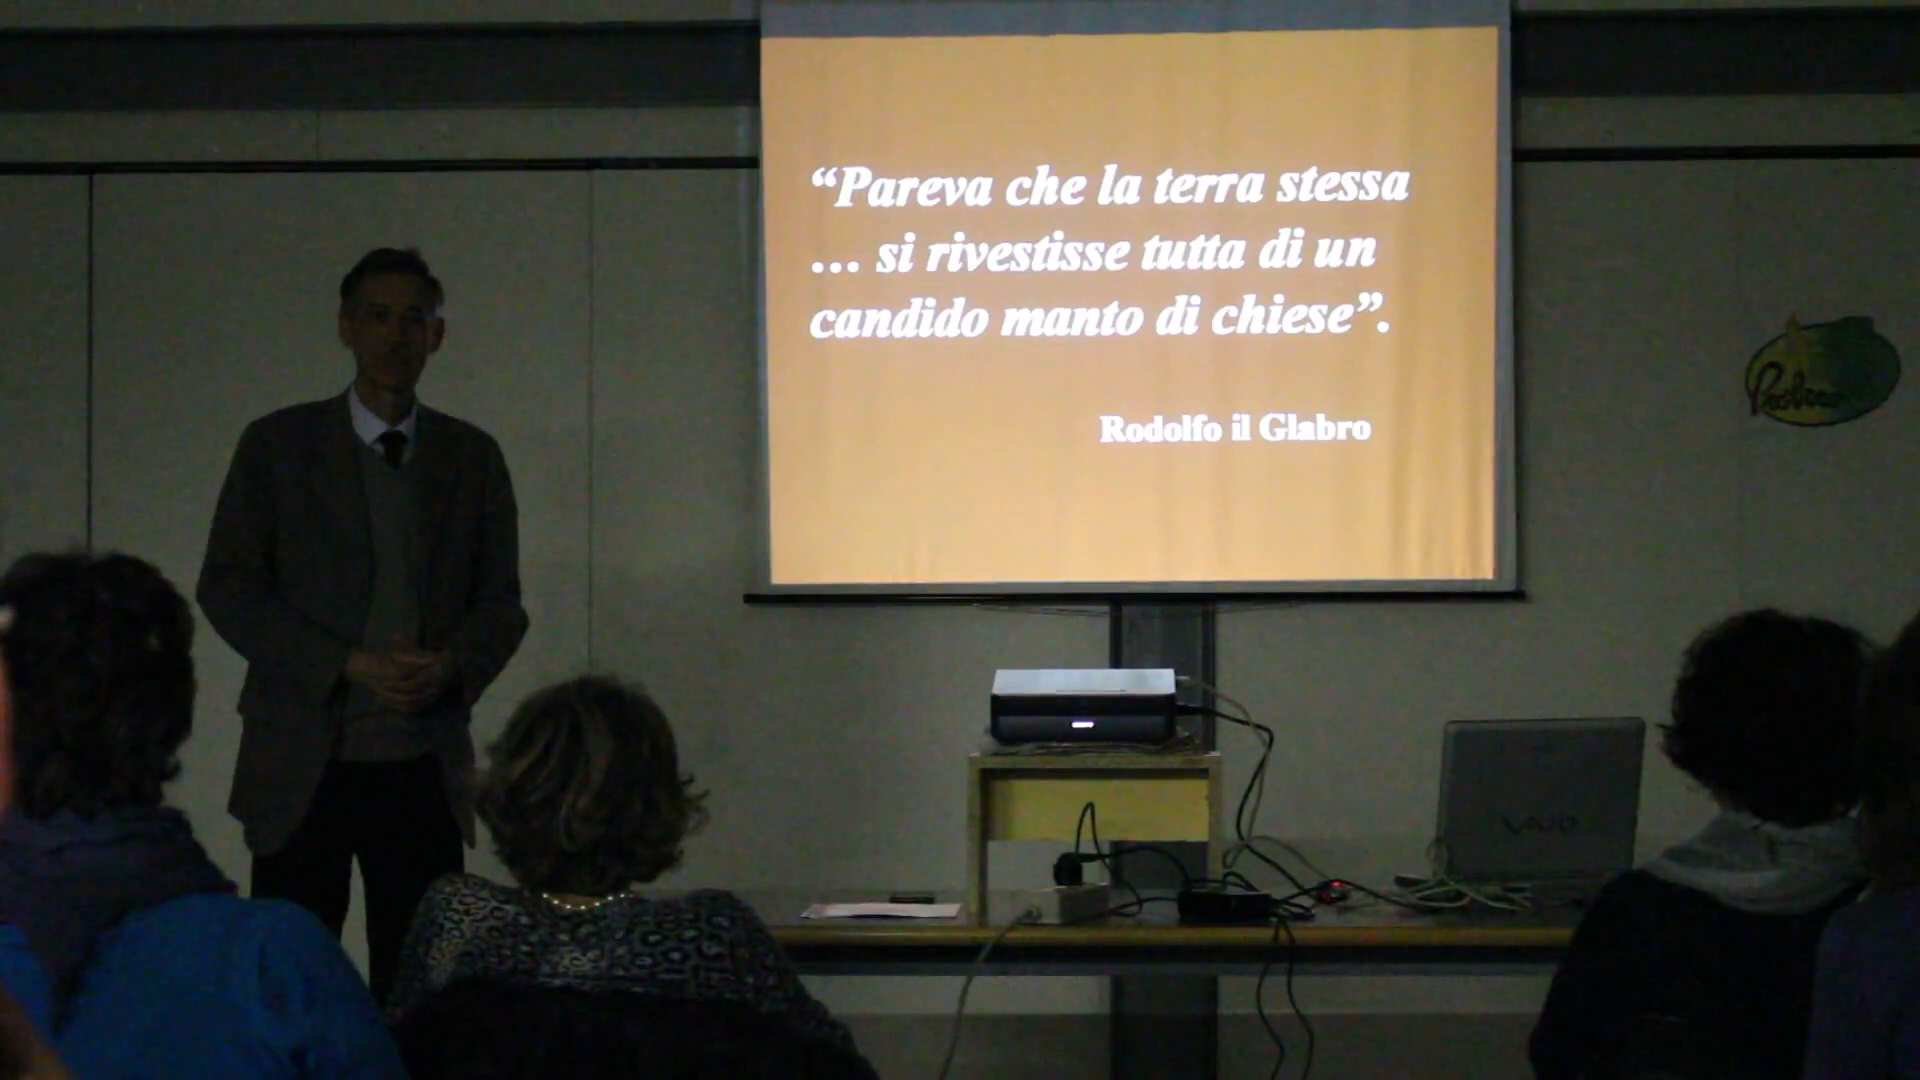 “Pareva che la terra stessa
… si rivestisse tutta di un
candido manto di chiese”.
Rodolfo il Glabro
VAIO